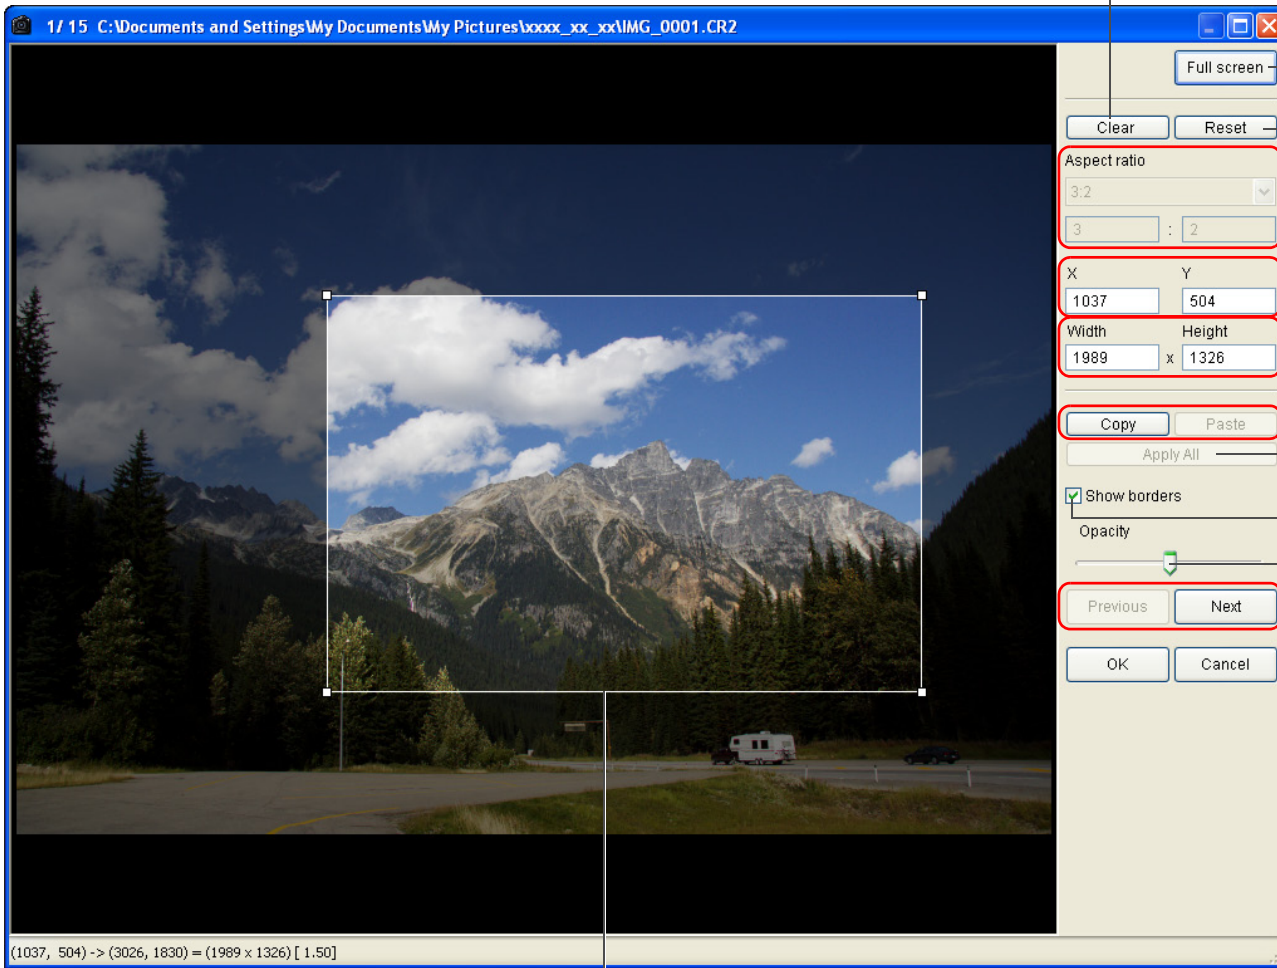 1/ 15 C:\Documents and Settings\My Documents\My Pictures\xxxx_xx_xx\IMG_0001.CR2
Full screen
Clear Reset
Aspect ratio
3:2
3 : 2
X Y
1037 504
Width Height
1989 x 1326
Copy Paste
Apply All
Show borders
Opacity
Previous Next
OK Cancel
(1037, 504) -> (3026, 1830) = (1989 x 1326) [ 1.50]